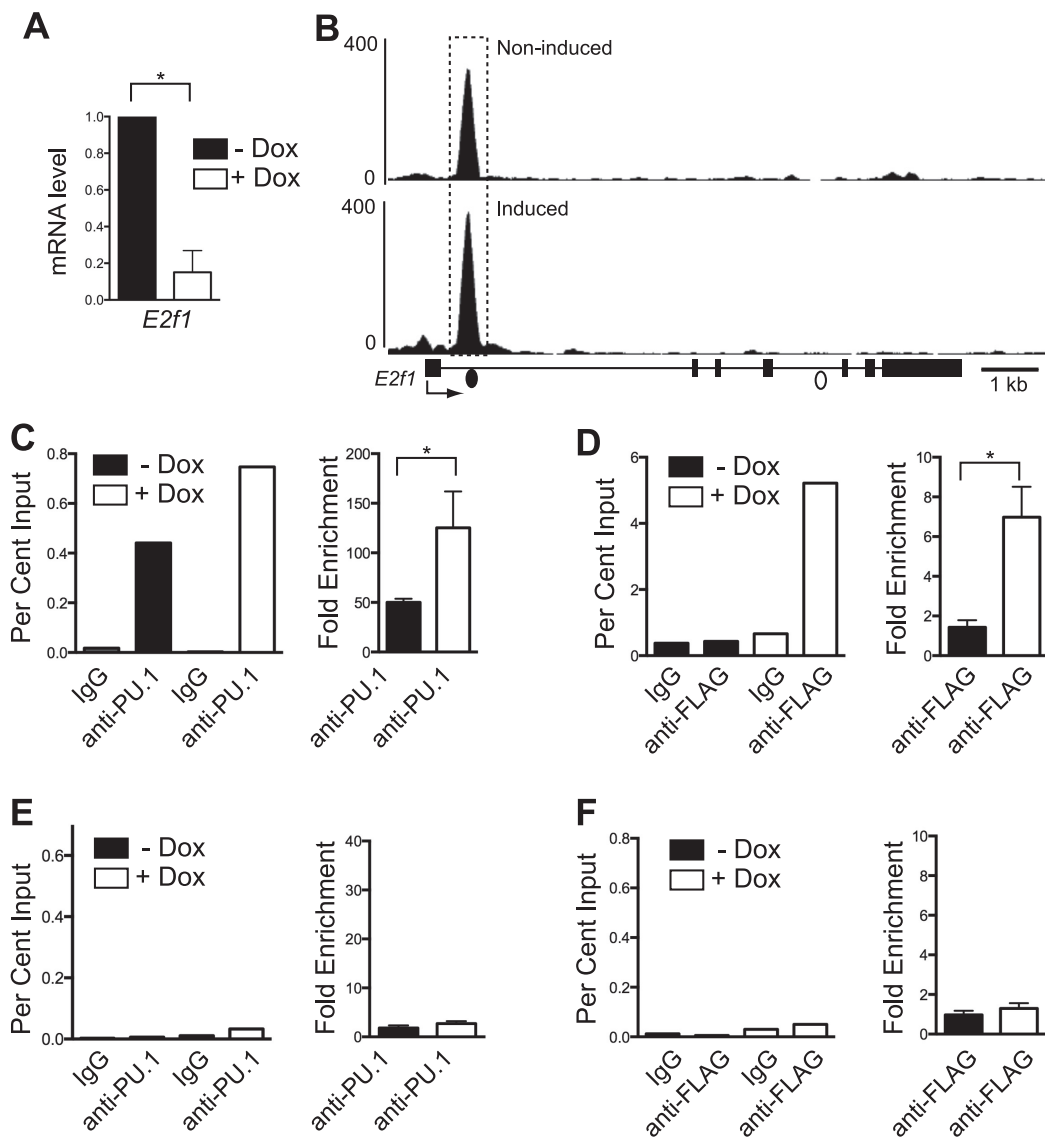 A
*
mRNA level
1.0
0.8
0.6
0.4
0.2
0.0
- Dox
+ Dox
E2f1
B
400
Non-induced
0
400
Induced
0
E2f1
1 kb
C
Per Cent Input
0.8
0.6
0.4
0.2
0.0
- Dox
+ Dox
IgG
anti-PU.1
IgG
anti-PU.1
Fold Enrichment
200
150
100
50
0
*
anti-PU.1
anti-PU.1
D
Per Cent Input
6
4
2
0
- Dox
+ Dox
IgG
anti-FLAG
IgG
anti-FLAG
Fold Enrichment
10
8
6
4
2
0
*
anti-FLAG
anti-FLAG
E
Per Cent Input
0.6
0.4
0.2
0.0
- Dox
+ Dox
IgG
anti-PU.1
IgG
anti-PU.1
Fold Enrichment
40
30
20
10
0
anti-PU.1
anti-PU.1
F
Per Cent Input
0.8
0.6
0.4
0.2
0.0
- Dox
+ Dox
IgG
anti-FLAG
IgG
anti-FLAG
Fold Enrichment
10
8
6
4
2
0
anti-FLAG
anti-FLAG